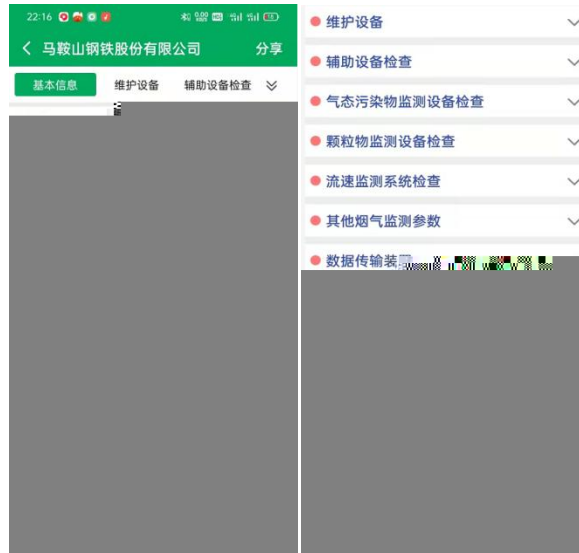 22:16
马鞍山钢铁股份有限公司 分享
基本信息 维护设备 辅助设备检查
维护设备
辅助设备检查
气态污染物监测设备检查
颗粒物监测设备检查
流速监测系统检查
其他烟气监测参数
数据传输装